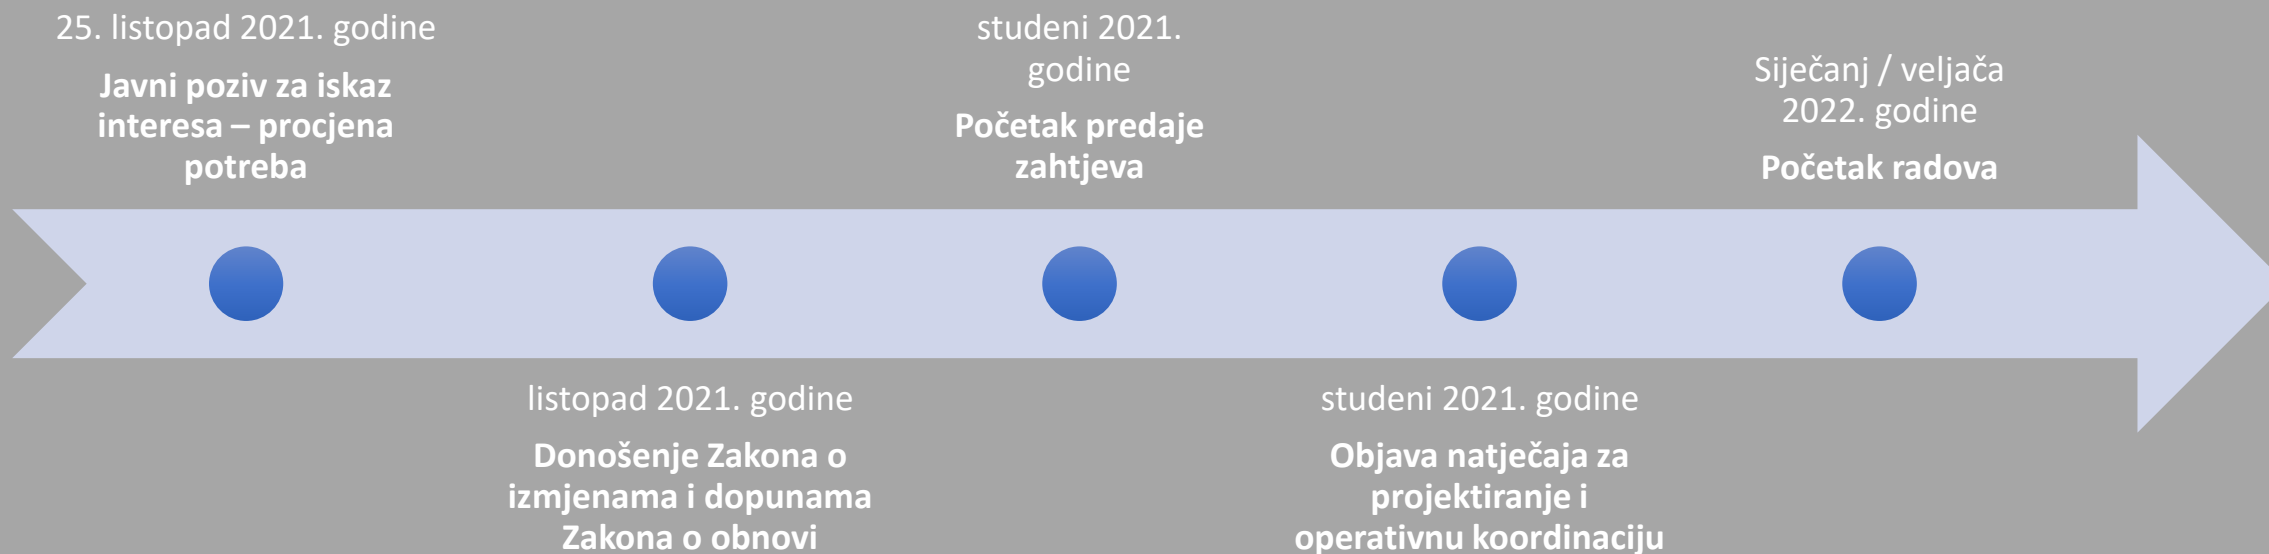 25. listopad 2021. godine
Javni poziv za iskaz
interesa – procjena
potreba
listopad 2021. godine
Donošenje Zakona o
izmjenama i dopunama
Zakona o obnovi
studeni 2021.
godine
Početak predaje
zahtjeva
studeni 2021. godine
Objava natječaja za
projektiranje i
operativnu koordinaciju
Siječanj / veljača
2022. godine
Početak radova